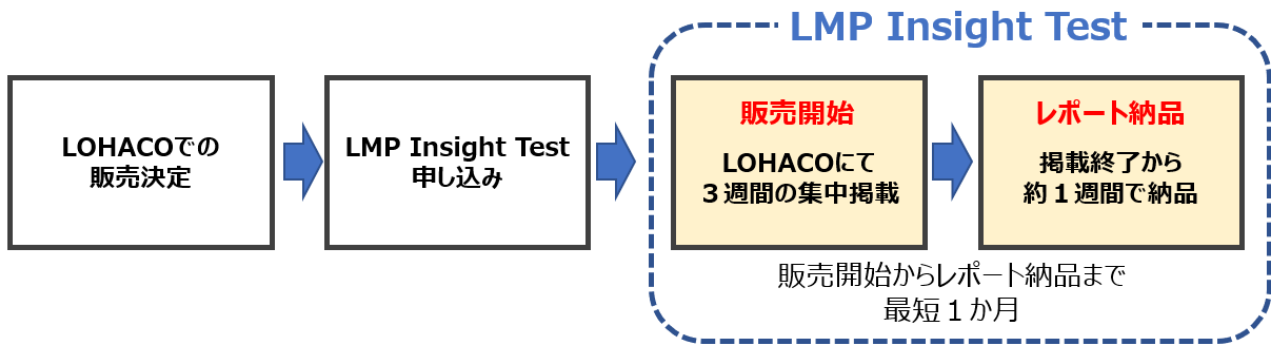 LMP Insight Test
LOHACOでの
販売決定
LMP Insight Test
申し込み
販売開始
LOHACOにて
３週間の集中掲載
レポート納品
掲載終了から
約１週間で納品
販売開始からレポート納品まで
最短１か月